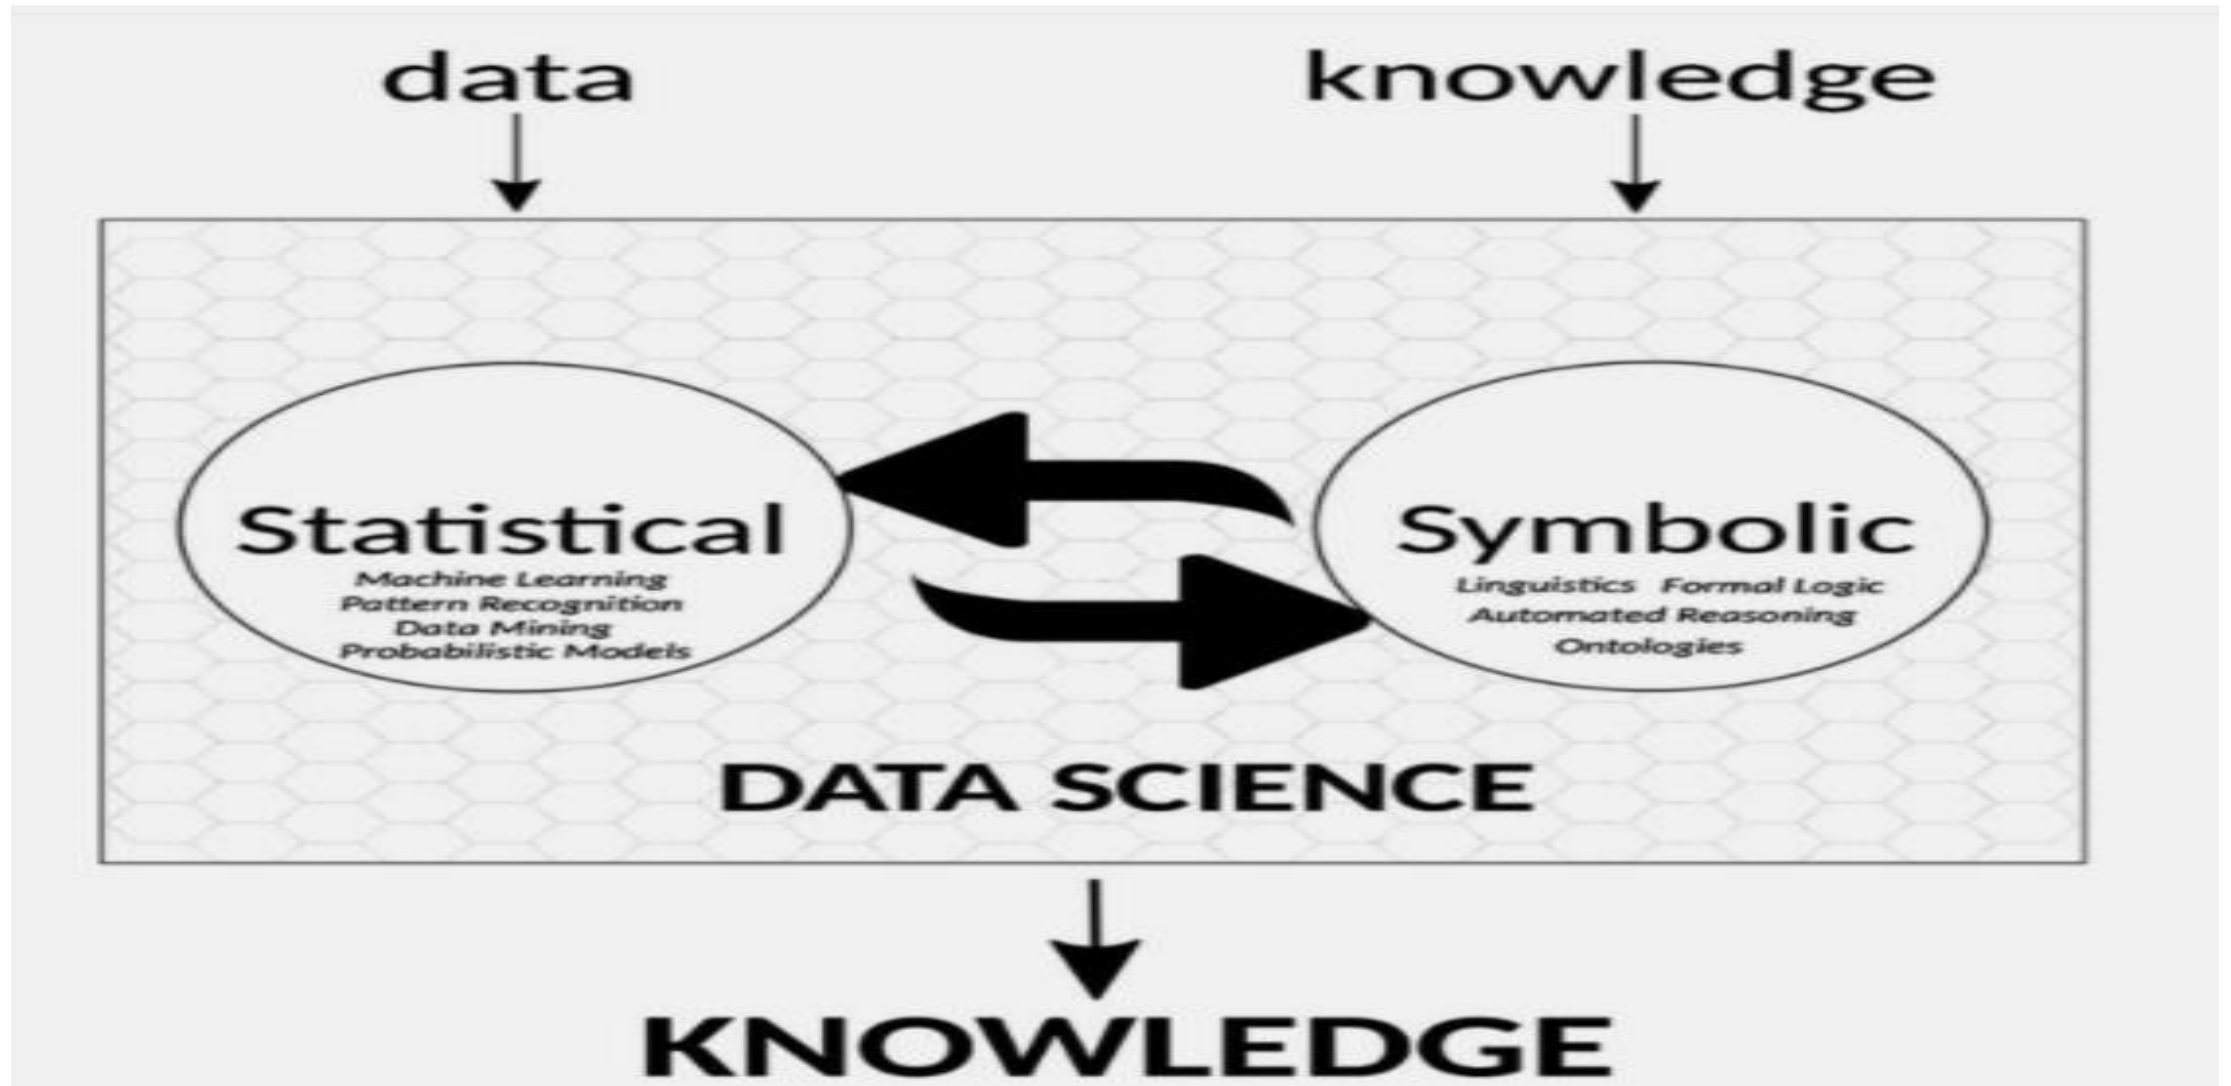 data
knowledge
Statistical
Machine Learning
Pattern Recognition
Data Mining
Probabilistic Models
Symbolic
Linguistics Formal Logic
Automated Reasoning
Ontologies
DATA SCIENCE
KNOWLEDGE